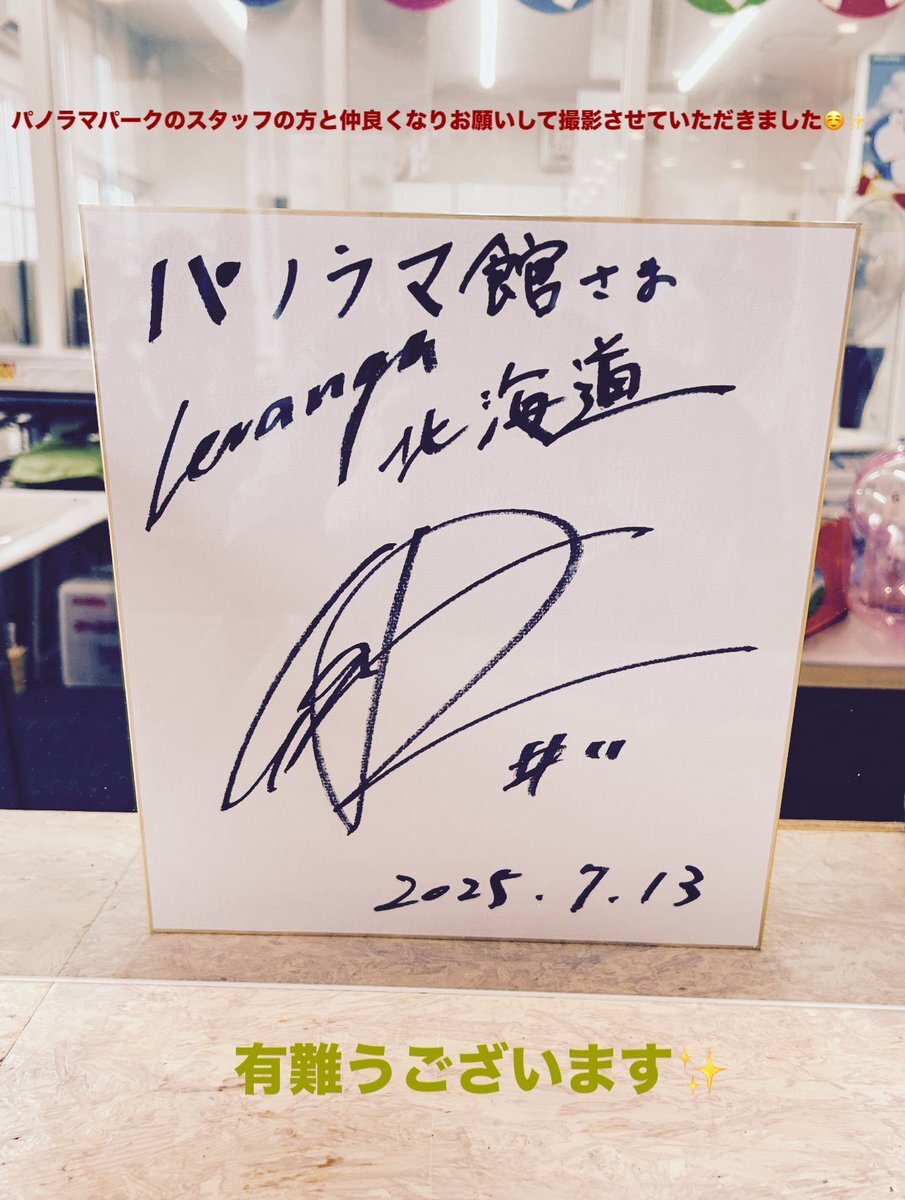 パノラマパークのスタッフの方と仲良くなりお願いして撮影させていただきました☺️✨
パノラマ館さま
Levanga
北海道
2025.7.13
有難うございます✨